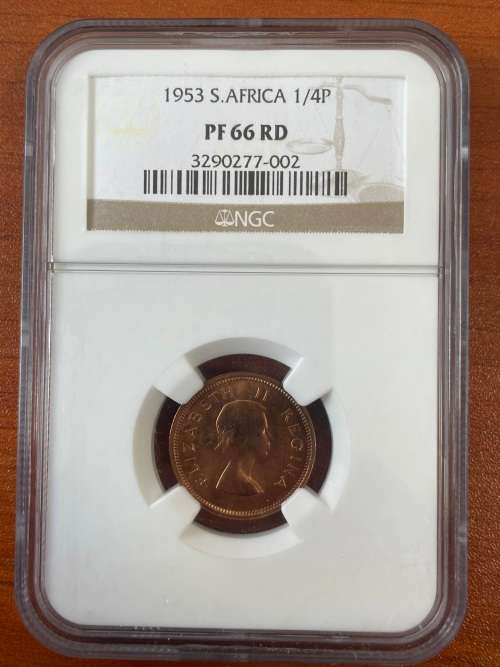 1953 S.AFRICA 1/4P
PF 66 RD
3290277-002
NGC
ELIZABETH II REGINA